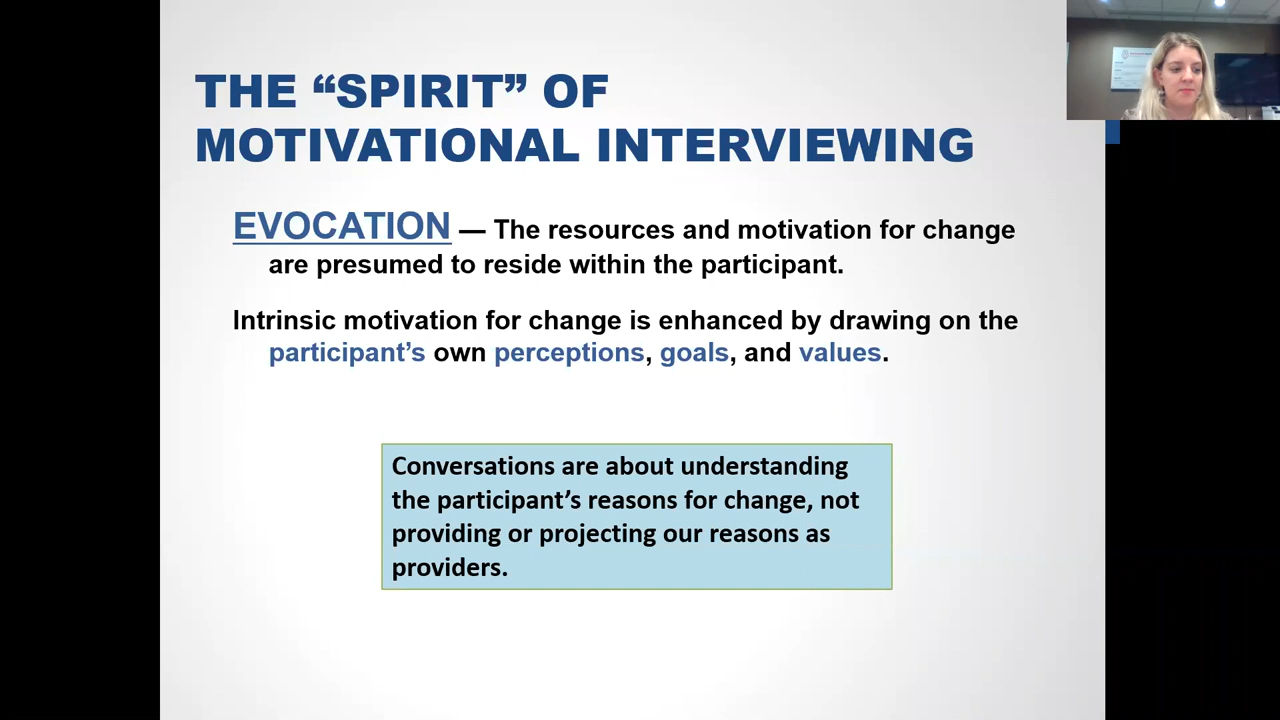 THE “SPIRIT” OF
MOTIVATIONAL INTERVIEWING
EVOCATION — The resources and motivation for change
are presumed to reside within the participant.
Intrinsic motivation for change is enhanced by drawing on the
participant’s own perceptions, goals, and values.
Conversations are about understanding
the participant’s reasons for change, not
providing or projecting our reasons as
providers.